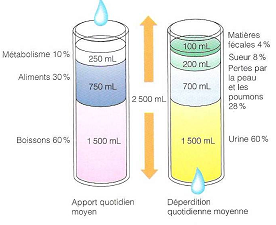 Métabolisme 10 %
250 mL
Aliments 30 %
750 mL
Boissons 60 %
1 500 mL
Apport quotidien
moyen
2 500 mL
100 mL
Matières
fécales 4 %
200 mL
Sueur 8 %
700 mL
Pertes par
la peau
et les
poumons
28 %
1 500 mL
Urine 60 %
Déperdition
quotidienne moyenne